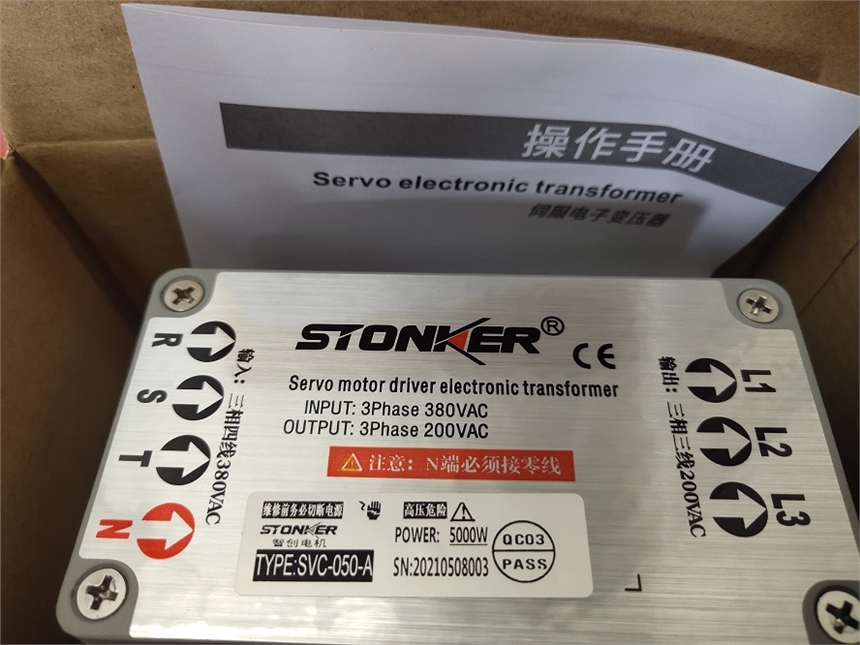 操作手册
Servo electronic transformer
伺服电子变压器
STONKER®
CE
Servo motor driver electronic transformer
INPUT: 3Phase 380VAC
OUTPUT: 3Phase 200VAC
注意：N端必须接零线
R
S
T
N
输入：三相四线380VAC
输出：三相三线200VAC
L1
L2
L3
维修前务必切断电源
高压危险
STONKER
智创电机
POWER: 5000W
TYPE:SVC-050-A
SN:20210508003
QC03
PASS